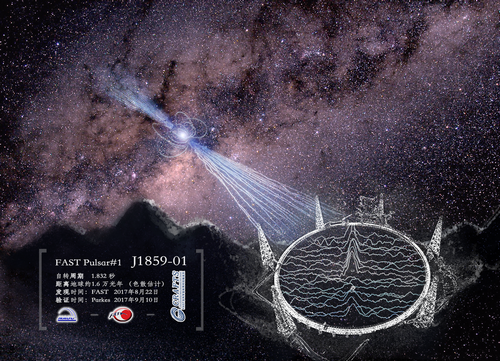 FAST Pulsar#1 J1859-01
自转周期 1.832 秒
距离地球约1.6 万光年 （色散估计）
发现时间： FAST 2017年8月22日
验证时间： Parkes 2017年9月10日